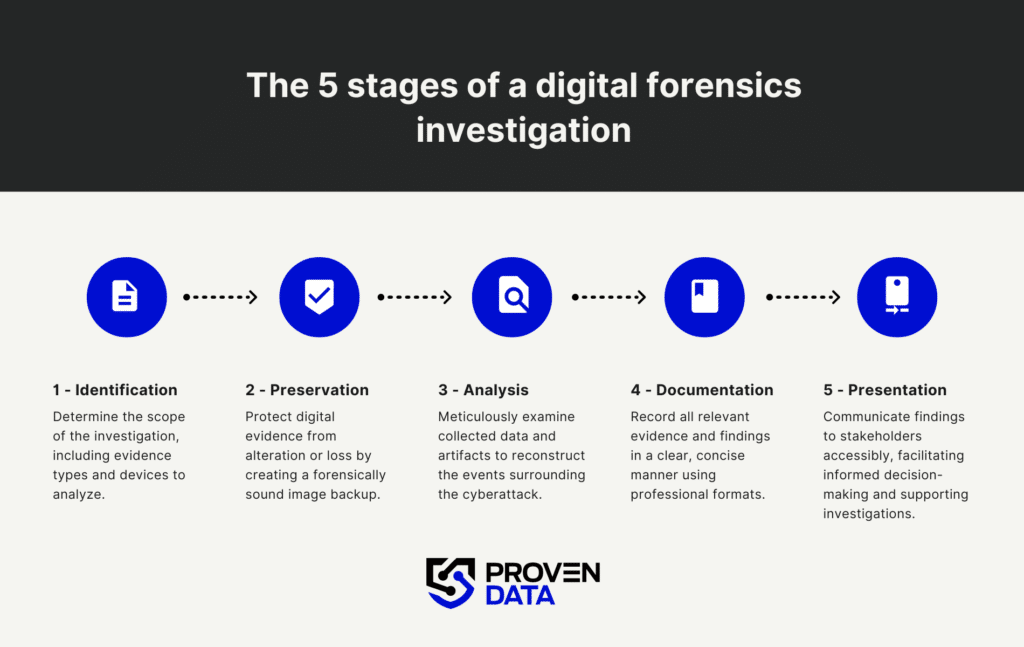 The 5 stages of a digital forensics
investigation
1 - Identification
Determine the scope
of the investigation,
including evidence
types and devices to
analyze.
2 - Preservation
Protect digital
evidence from
alteration or loss by
creating a forensically
sound image backup.
3 - Analysis
Meticulously examine
collected data and
artifacts to reconstruct
the events surrounding
the cyberattack.
4 - Documentation
Record all relevant
evidence and findings
in a clear, concise
manner using
professional formats.
5 - Presentation
Communicate findings
to stakeholders
accessibly, facilitating
informed decision-
making and supporting
investigations.
PROVEN
DATA